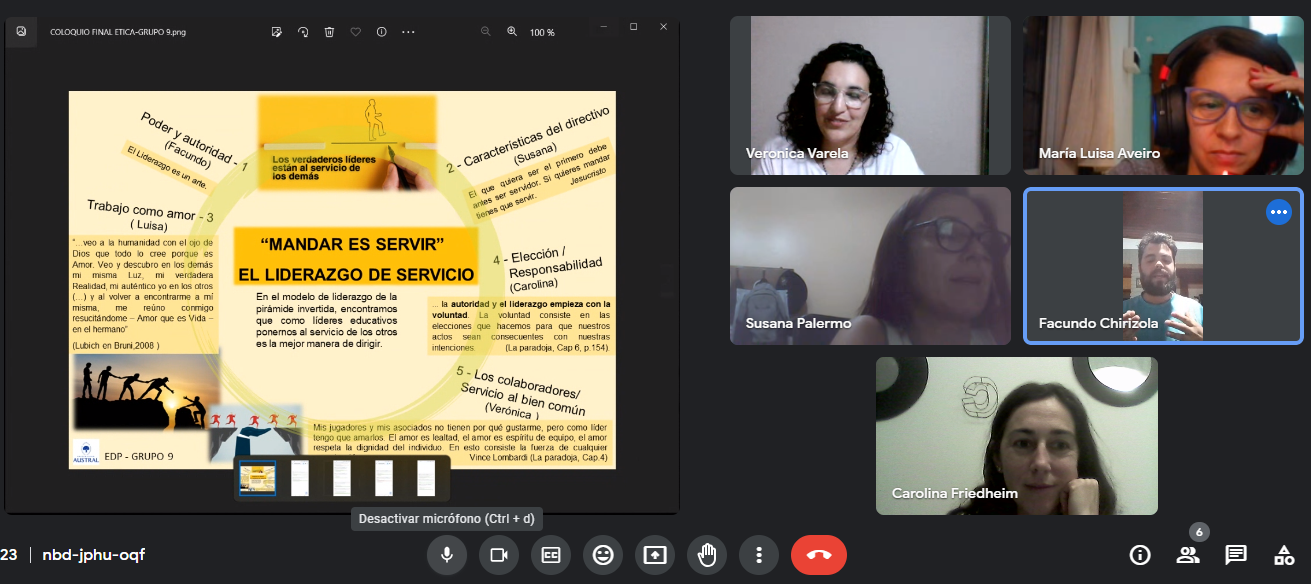 COLOQUIO FINAL ETICA-GRUPO 9.png
100 %
Poder y autoridad - 1
(Facundo)
El Liderazgo es un arte.
Los verdaderos líderes
están al servicio de
los demás
2 - Características del directivo
(Susana)
El que quiera ser el primero debe
antes ser servidor. Si quieres mandar
tienes que servir.
Jesucristo
Trabajo como amor - 3
( Luisa)
"...veo a la humanidad con el ojo de
Dios que todo lo cree porque es
Amor. Veo y descubro en los demás
mi misma Luz, mi verdadera
Realidad, mi auténtico yo en los otros
(...) y al volver a encontrarme a mí
misma, me reúno conmigo
resucitándome – Amor que es Vida –
en el hermano"
(Lubich en Bruni,2008 )
“MANDAR ES SERVIR”
EL LIDERAZGO DE SERVICIO
En el modelo de liderazgo de la
pirámide invertida, encontramos
que como líderes educativos
ponernos al servicio de los otros
es la mejor manera de dirigir.
4 - Elección /
Responsabilidad
(Carolina)
... la autoridad y el liderazgo empieza con la
voluntad. La voluntad consiste en las
elecciones que hacemos para que nuestros
actos sean consecuentes con nuestras
intenciones. (La paradoja, Cap 6, p.154).
5 - Los colaboradores/
Servicio al bien común
(Verónica )
Mis jugadores y mis asociados no tienen por qué gustarme, pero como líder
tengo que amarlos. El amor es lealtad, el amor es espíritu de equipo, el amor
respeta la dignidad del individuo. En esto consiste la fuerza de cualquier
Vince Lombardi (La paradoja, Cap.4)
AUSTRAL
EDP - GRUPO 9
Veronica Varela
María Luisa Aveiro
Susana Palermo
Facundo Chirizola
Carolina Friedheim
Desactivar micrófono (Ctrl + d)
23 | nbd-jphu-oqf
6